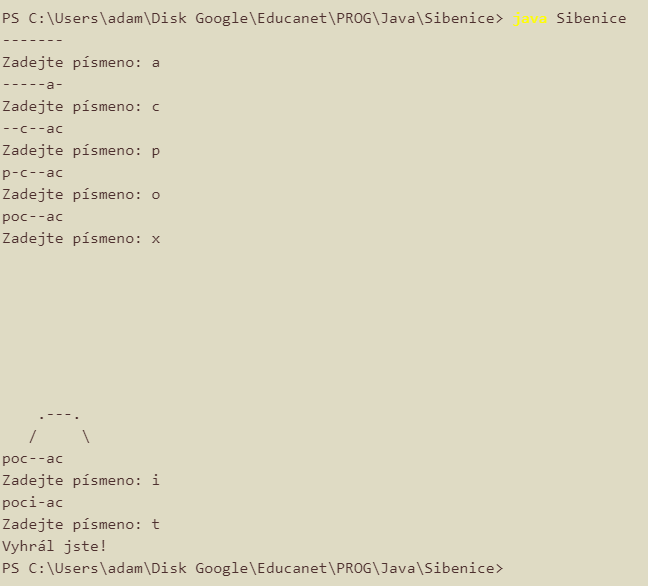 PS C:\Users\adam\Disk Google\Educanet\PROG\Java\Sibenice> java Sibenice
-------
Zadejte písmeno: a
-----a-
Zadejte písmeno: c
--c--ac
Zadejte písmeno: p
p-c--ac
Zadejte písmeno: o
poc--ac
Zadejte písmeno: x
.---.
/     \
poc--ac
Zadejte písmeno: i
poci-ac
Zadejte písmeno: t
Vyhrál jste!
PS C:\Users\adam\Disk Google\Educanet\PROG\Java\Sibenice>